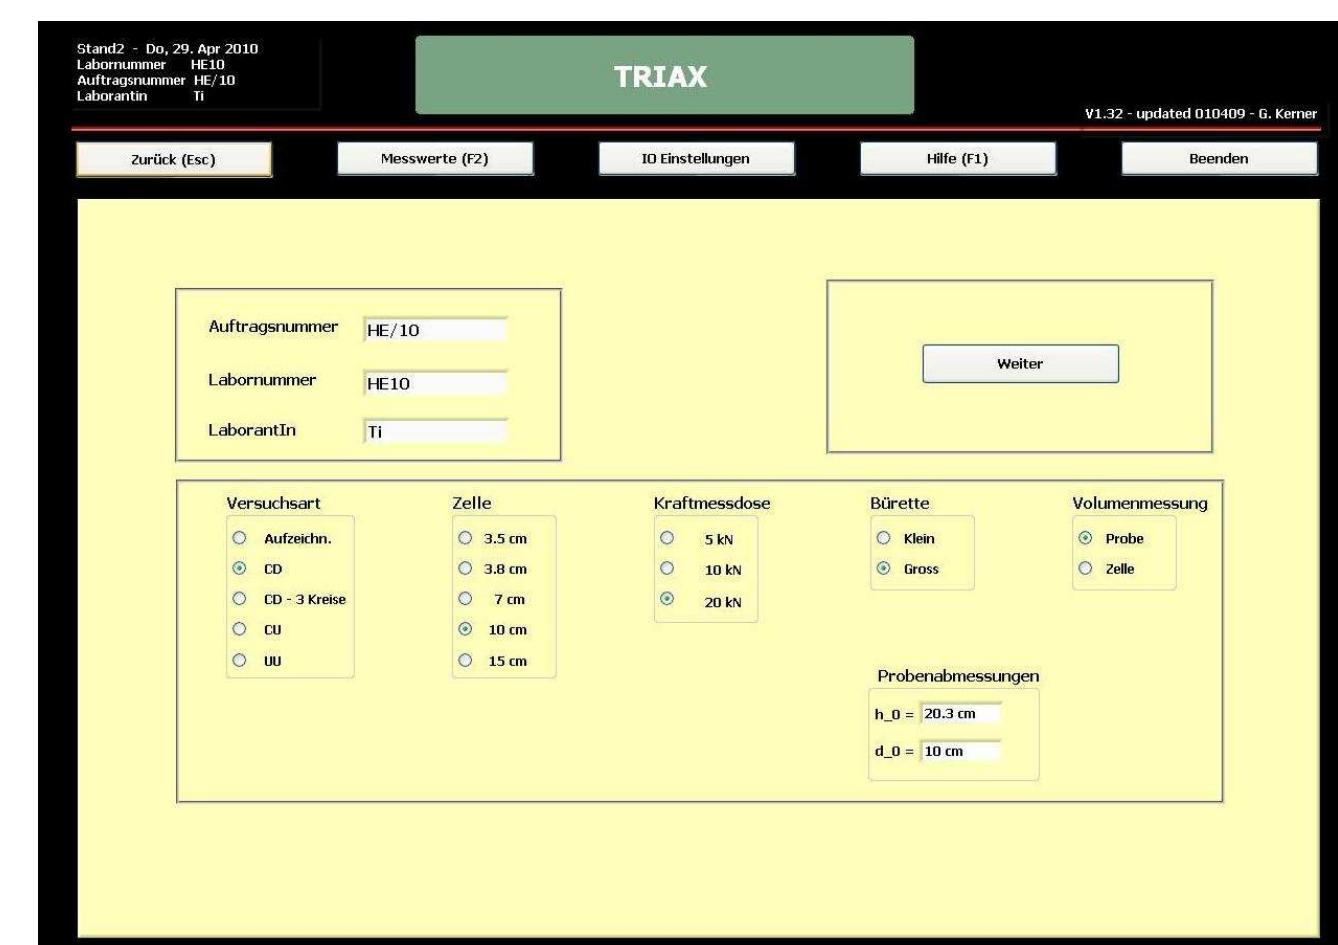 Stand2 - Do, 29. Apr 2010
Labornummer HE10
Auftragsnummer HE/10
Laborantin Ti
TRIAX
V1.32 - updated 010409 - G. Kerner
Zurück (Esc)
Messwerte (F2)
IO Einstellungen
Hilfe (F1)
Beenden
Auftragsnummer HE/10
Labornummer HE10
LaborantIn Ti
Weiter
Versuchsart
Aufzeichn.
CD
CD - 3 Kreise
CU
UU
Zelle
3.5 cm
3.8 cm
7 cm
10 cm
15 cm
Kraftmessdose
5 kN
10 kN
20 kN
Bürette
Klein
Gross
Volumenmessung
Probe
Zelle
Probenabmessungen
h_0 = 20.3 cm
d_0 = 10 cm